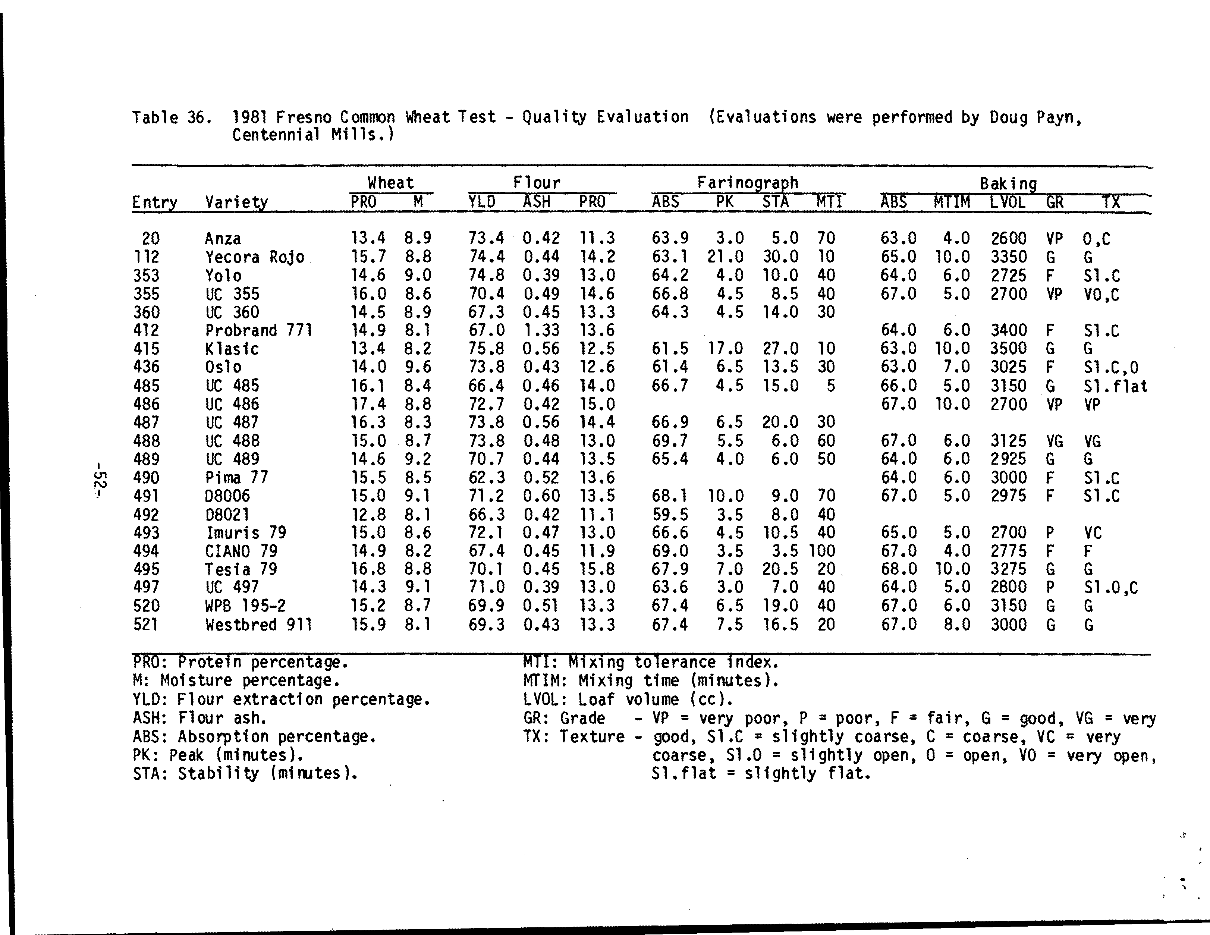 Table 36. 1981 Fresno Common Wheat Test - Quality Evaluation (Evaluations were performed by Doug Payn,
Centennial Mills.)
Wheat Flour Farinograph Baking
Entry Variety PRO M YLD ASH PRO ABS PK STA MTI ABS MTIM LVOL GR TX
20 Anza 13.4 8.9 73.4 0.42 11.3 63.9 3.0 5.0 70 63.0 4.0 2600 VP O,C
112 Yecora Rojo 15.7 8.8 74.4 0.44 14.2 63.1 21.0 30.0 10 65.0 10.0 3350 G G
353 Yolo 14.6 9.0 74.8 0.39 13.0 64.2 4.0 10.0 40 64.0 6.0 2725 F Sl.C
355 UC 355 16.0 8.6 70.4 0.49 14.6 66.8 4.5 8.5 40 67.0 5.0 2700 VP VO,C
360 UC 360 14.5 8.9 67.3 0.45 13.3 64.3 4.5 14.0 30
412 Probrand 771 14.9 8.1 67.0 1.33 13.6 64.0 6.0 3400 F Sl.C
415 Klasic 13.4 8.2 75.8 0.56 12.5 61.5 17.0 27.0 10 63.0 10.0 3500 G G
436 Oslo 14.0 9.6 73.8 0.43 12.6 61.4 6.5 13.5 30 63.0 7.0 3025 F Sl.C,O
485 UC 485 16.1 8.4 66.4 0.46 14.0 66.7 4.5 15.0 5 66.0 5.0 3150 G Sl.flat
486 UC 486 17.4 8.8 72.7 0.42 15.0 67.0 10.0 2700 VP VP
487 UC 487 16.3 8.3 73.8 0.56 14.4 66.9 6.5 20.0 30
488 UC 488 15.0 8.7 73.8 0.48 13.0 69.7 5.5 6.0 60 67.0 6.0 3125 VG VG
489 UC 489 14.6 9.2 70.7 0.44 13.5 65.4 4.0 6.0 50 64.0 6.0 2925 G G
490 Pima 77 15.5 8.5 62.3 0.52 13.6 64.0 6.0 3000 F Sl.C
491 D8006 15.0 9.1 71.2 0.60 13.5 68.1 10.0 9.0 70 67.0 5.0 2975 F Sl.C
492 D8021 12.8 8.1 66.3 0.42 11.1 59.5 3.5 8.0 40
493 Imuris 79 15.0 8.6 72.1 0.47 13.0 66.6 4.5 10.5 40 65.0 5.0 2700 P VC
494 CIANO 79 14.9 8.2 67.4 0.45 11.9 69.0 3.5 3.5 100 67.0 4.0 2775 F F
495 Tesia 79 16.8 8.8 70.1 0.45 15.8 67.9 7.0 20.5 20 68.0 10.0 3275 G G
497 UC 497 14.3 9.1 71.0 0.39 13.0 63.6 3.0 7.0 40 64.0 5.0 2800 P Sl.O,C
520 WPB 195-2 15.2 8.7 69.9 0.51 13.3 67.4 6.5 19.0 40 67.0 6.0 3150 G G
521 Westbred 911 15.9 8.1 69.3 0.43 13.3 67.4 7.5 16.5 20 67.0 8.0 3000 G G
PRO: Protein percentage. MTI: Mixing tolerance index.
M: Moisture percentage. MTIM: Mixing time (minutes).
YLD: Flour extraction percentage. LVOL: Loaf volume (cc).
ASH: Flour ash. GR: Grade - VP = very poor, P = poor, F = fair, G = good, VG = very
ABS: Absorption percentage. TX: Texture - good, Sl.C = slightly coarse, C = coarse, VC = very
PK: Peak (minutes). coarse, Sl.O = slightly open, O = open, VO = very open,
STA: Stability (minutes). Sl.flat = slightly flat.
-52-